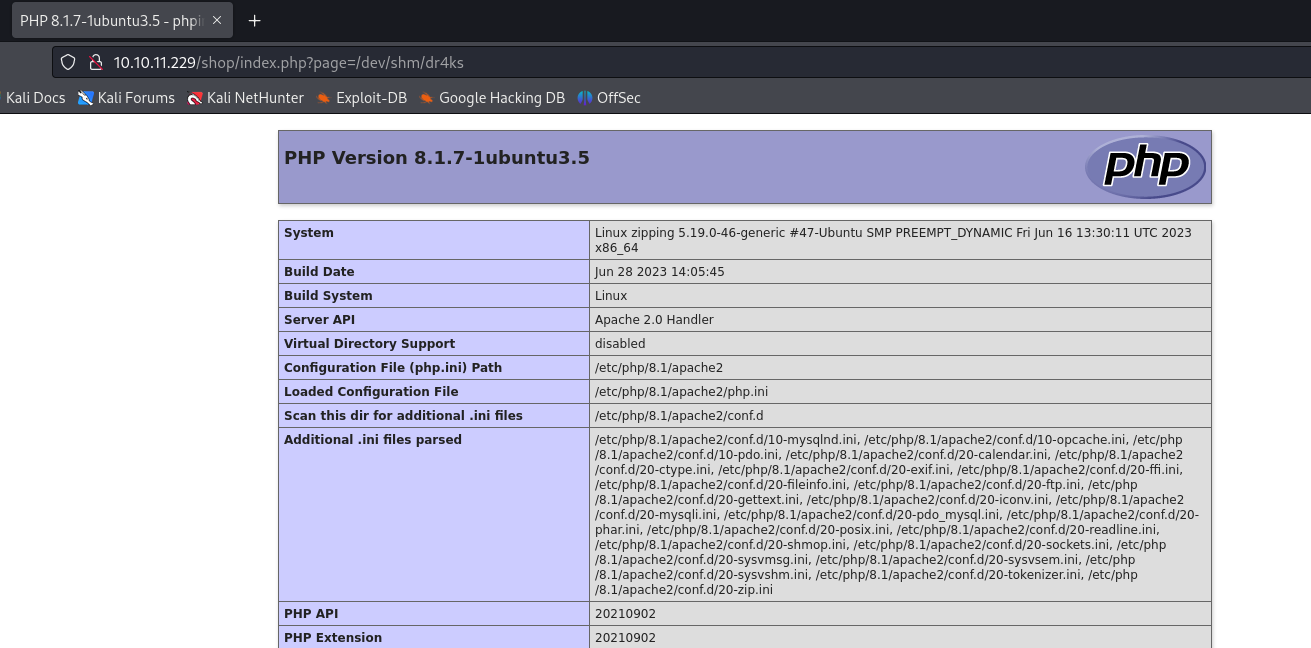 PHP 8.1.7-1ubuntu3.5 - phpi
10.10.11.229/shop/index.php?page=/dev/shm/dr4ks
Kali Docs Kali Forums Kali NetHunter Exploit-DB Google Hacking DB OffSec
PHP Version 8.1.7-1ubuntu3.5
php
System
Linux zipping 5.19.0-46-generic #47-Ubuntu SMP PREEMPT_DYNAMIC Fri Jun 16 13:30:11 UTC 2023
x86_64
Build Date
Jun 28 2023 14:05:45
Build System
Linux
Server API
Apache 2.0 Handler
Virtual Directory Support
disabled
Configuration File (php.ini) Path
/etc/php/8.1/apache2
Loaded Configuration File
/etc/php/8.1/apache2/php.ini
Scan this dir for additional .ini files
/etc/php/8.1/apache2/conf.d
Additional .ini files parsed
/etc/php/8.1/apache2/conf.d/10-mysqlnd.ini, /etc/php/8.1/apache2/conf.d/10-opcache.ini, /etc/php
/8.1/apache2/conf.d/10-pdo.ini, /etc/php/8.1/apache2/conf.d/20-calendar.ini, /etc/php/8.1/apache2
/conf.d/20-ctype.ini, /etc/php/8.1/apache2/conf.d/20-exif.ini, /etc/php/8.1/apache2/conf.d/20-ffi.ini,
/etc/php/8.1/apache2/conf.d/20-fileinfo.ini, /etc/php/8.1/apache2/conf.d/20-ftp.ini, /etc/php
/8.1/apache2/conf.d/20-gettext.ini, /etc/php/8.1/apache2/conf.d/20-iconv.ini, /etc/php/8.1/apache2
/conf.d/20-mysqli.ini, /etc/php/8.1/apache2/conf.d/20-pdo_mysql.ini, /etc/php/8.1/apache2/conf.d/20-
phar.ini, /etc/php/8.1/apache2/conf.d/20-posix.ini, /etc/php/8.1/apache2/conf.d/20-readline.ini,
/etc/php/8.1/apache2/conf.d/20-shmop.ini, /etc/php/8.1/apache2/conf.d/20-sockets.ini, /etc/php
/8.1/apache2/conf.d/20-sysvmsg.ini, /etc/php/8.1/apache2/conf.d/20-sysvsem.ini, /etc/php
/8.1/apache2/conf.d/20-sysvshm.ini, /etc/php/8.1/apache2/conf.d/20-tokenizer.ini, /etc/php
/8.1/apache2/conf.d/20-zip.ini
PHP API
20210902
PHP Extension
20210902